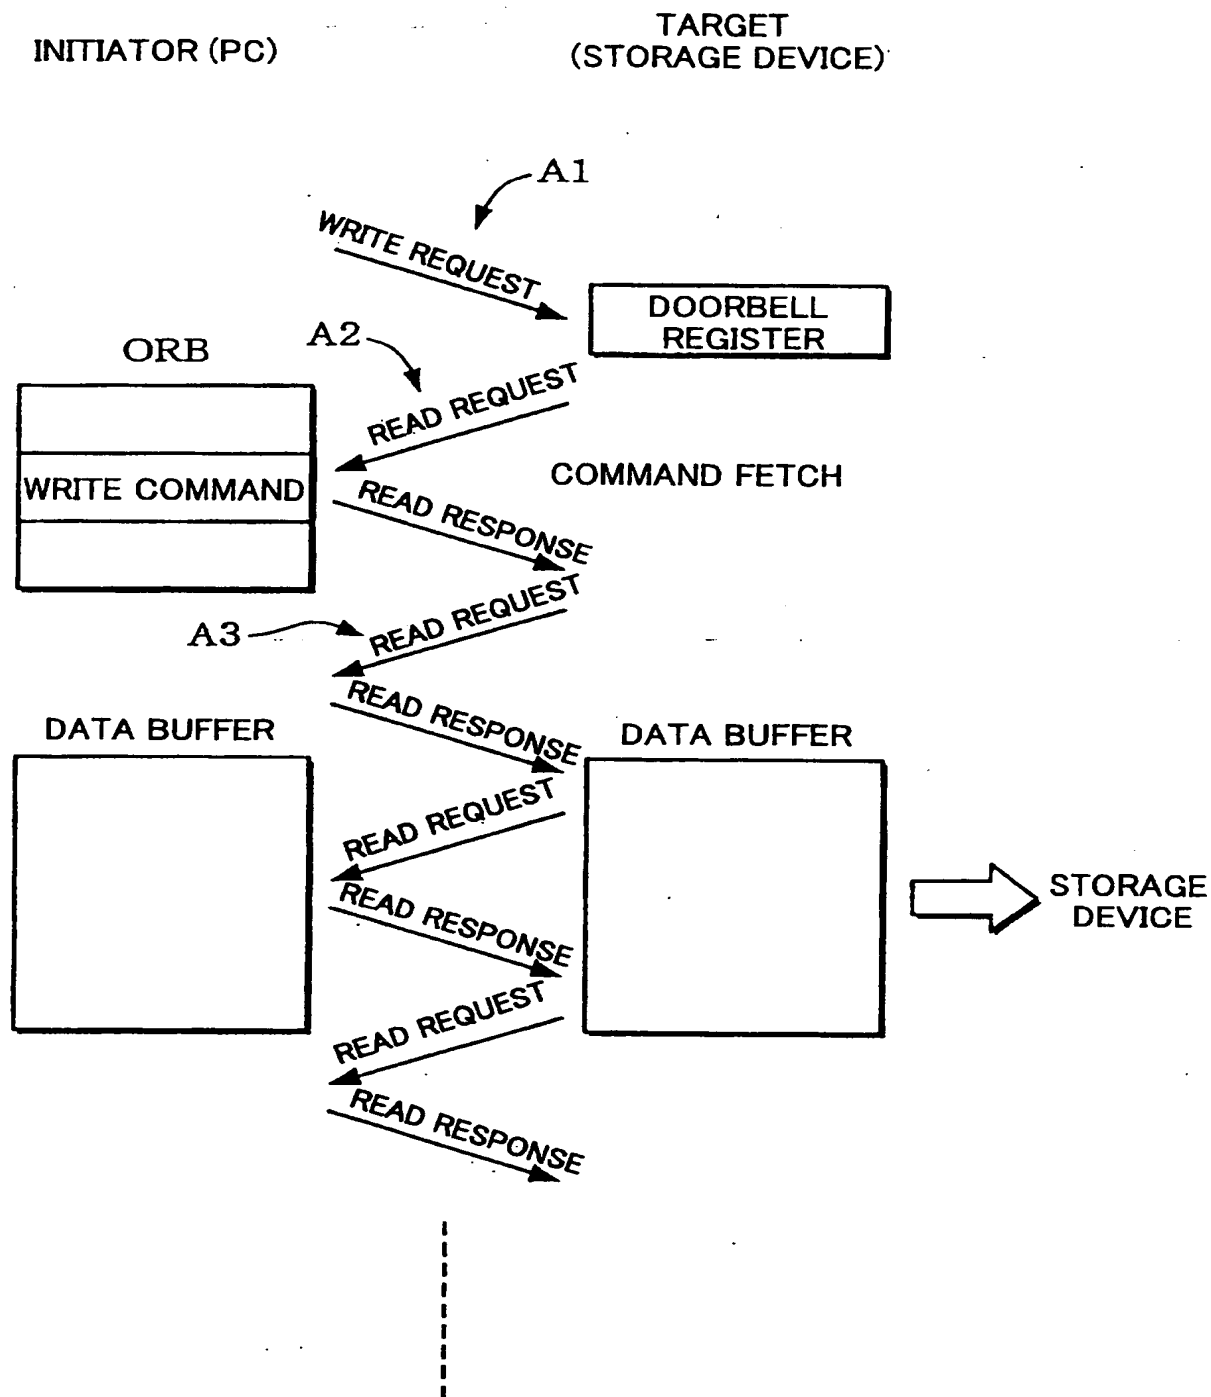 INITIATOR (PC)
TARGET
(STORAGE DEVICE)
A1
WRITE REQUEST
DOORBELL
REGISTER
A2
ORB
READ REQUEST
WRITE COMMAND
COMMAND FETCH
READ RESPONSE
READ REQUEST
A3
READ RESPONSE
DATA BUFFER
DATA BUFFER
READ REQUEST
READ RESPONSE
STORAGE
DEVICE
READ REQUEST
READ RESPONSE